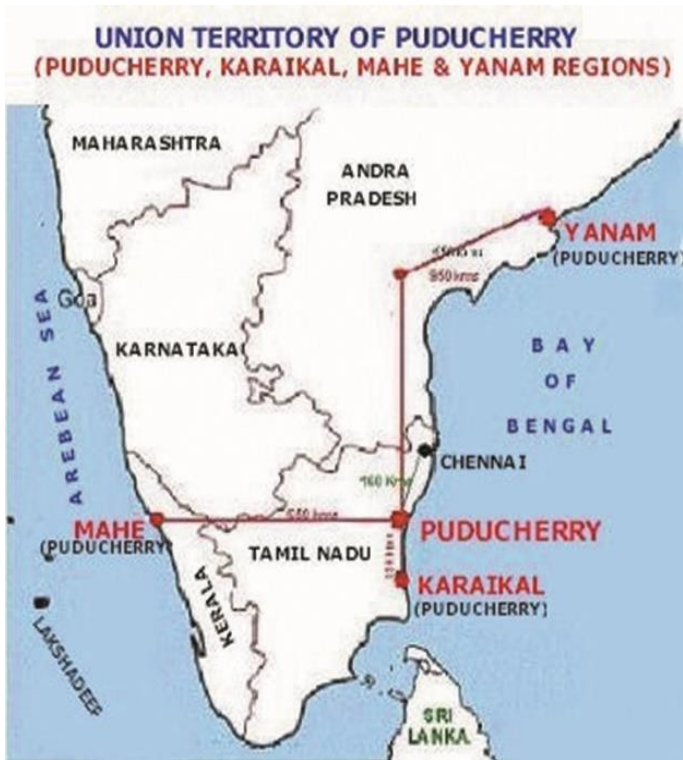 UNION TERRITORY OF PUDUCHERRY
(PUDUCHERRY, KARAIKAL, MAHE & YANAM REGIONS)
MAHARASHTRA
ANDRA
PRADESH
YANAM
(PUDUCHERRY)
850 kms
Goa
AREBEAN SEA
KARNATAKA
BAY
OF
BENGAL
CHENNAI
160 Kms
MAHE
(PUDUCHERRY)
kms
PUDUCHERRY
TAMIL NADU
KERALA
KARAIKAL
(PUDUCHERRY)
LAKSHADEEP
SRI
LANKA